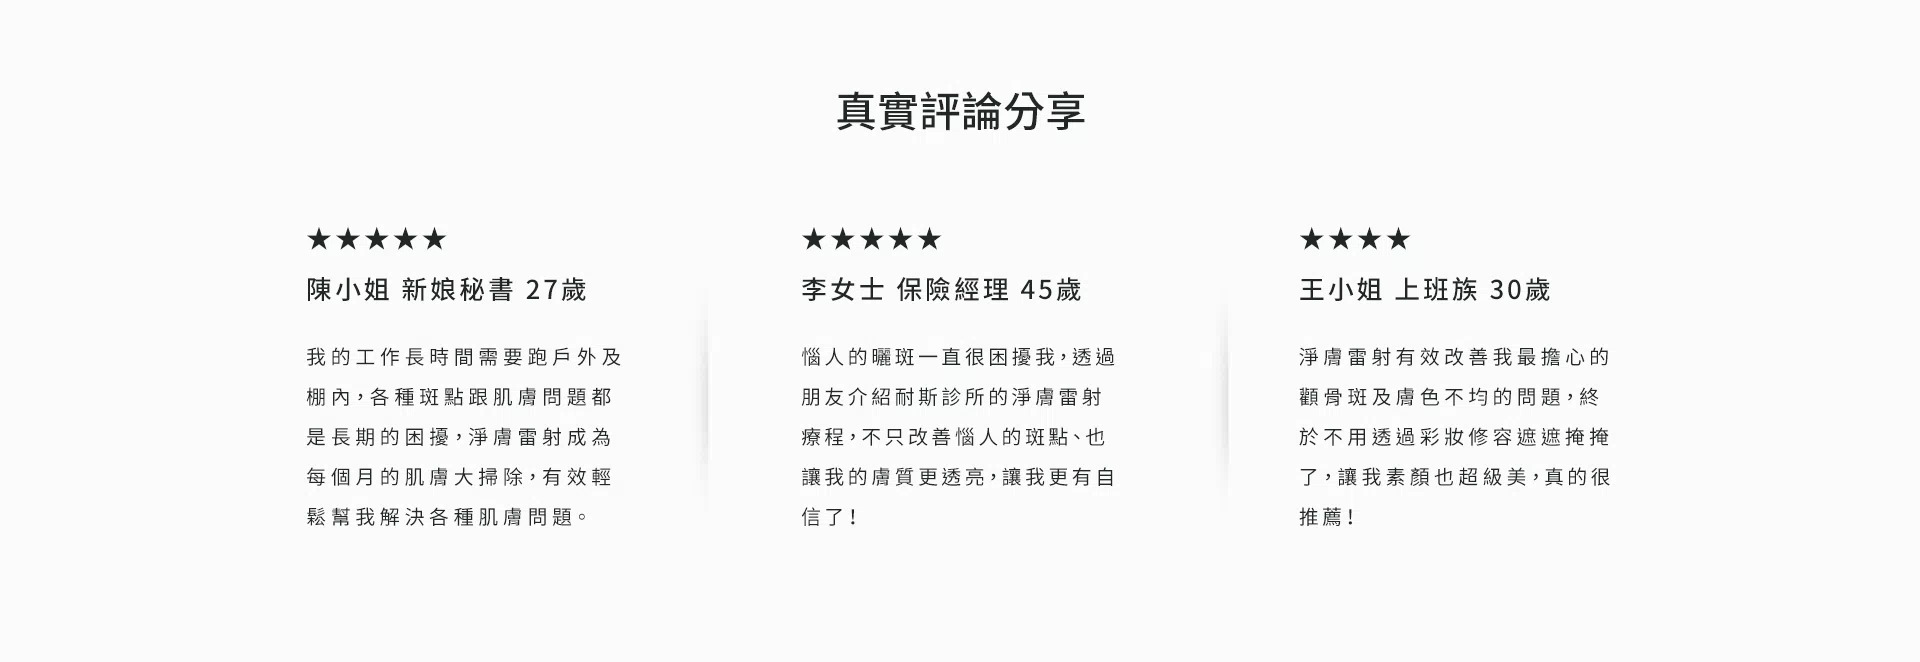 真實評論分享
★★★★★
陳小姐 新娘秘書 27歲
我的工作長時間需要跑戶外及
棚內，各種斑點跟肌膚問題都
是長期的困擾，淨膚雷射成為
每個月的肌膚大掃除，有效輕
鬆幫我解決各種肌膚問題。
★★★★★
李女士 保險經理 45歲
惱人的曬斑一直很困擾我，透過
朋友介紹耐斯診所的淨膚雷射
療程，不只改善惱人的斑點、也
讓我的膚質更透亮，讓我更有自
信了！
★★★★
王小姐 上班族 30歲
淨膚雷射有效改善我最擔心的
顴骨斑及膚色不均的問題，終
於不用透過彩妝修容遮遮掩掩
了，讓我素顏也超級美，真的很
推薦！